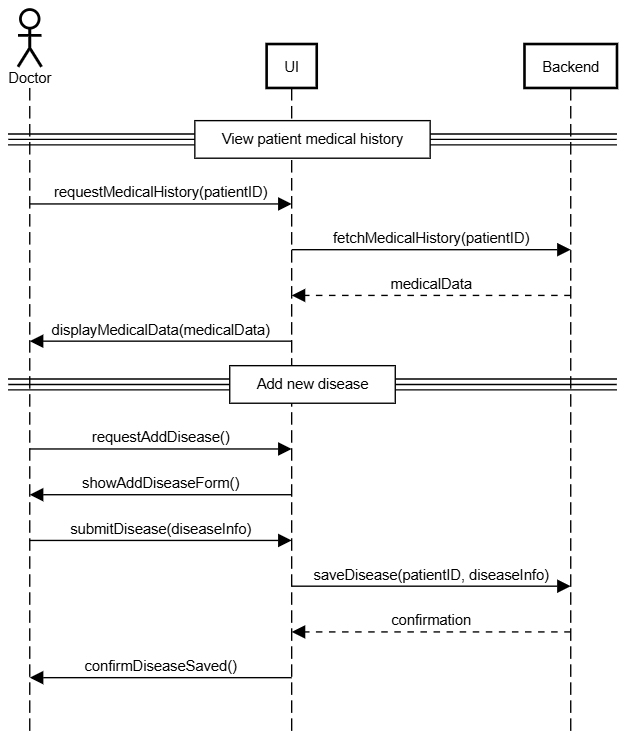 Doctor
UI
Backend
View patient medical history
requestMedicalHistory(patientID)
fetchMedicalHistory(patientID)
medicalData
displayMedicalData(medicalData)
Add new disease
requestAddDisease()
showAddDiseaseForm()
submitDisease(diseaseInfo)
saveDisease(patientID, diseaseInfo)
confirmation
confirmDiseaseSaved()